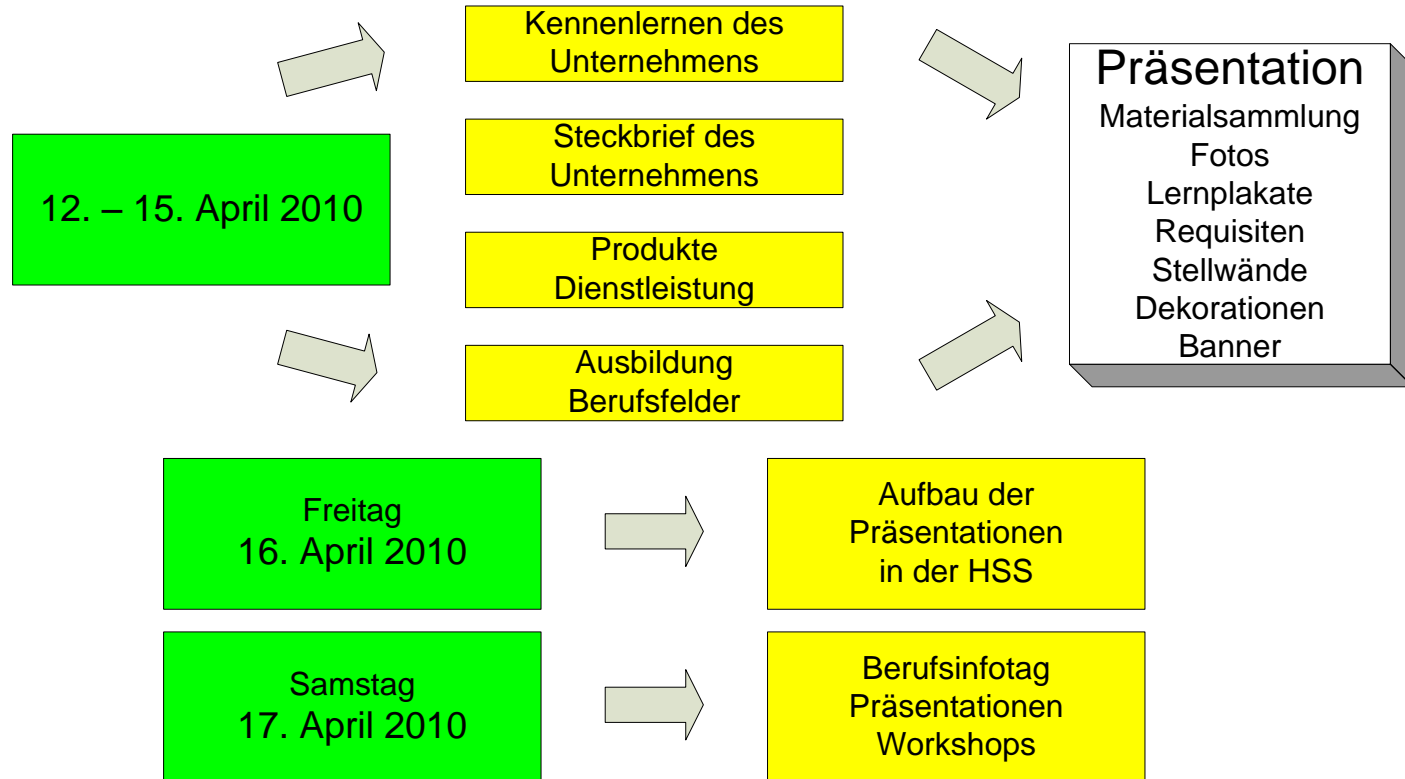 12. – 15. April 2010
Kennenlernen des
Unternehmens
Steckbrief des
Unternehmens
Produkte
Dienstleistung
Ausbildung
Berufsfelder
Präsentation
Materialsammlung
Fotos
Lernplakate
Requisiten
Stellwände
Dekorationen
Banner
Freitag
16. April 2010
Aufbau der
Präsentationen
in der HSS
Samstag
17. April 2010
Berufsinfotag
Präsentationen
Workshops